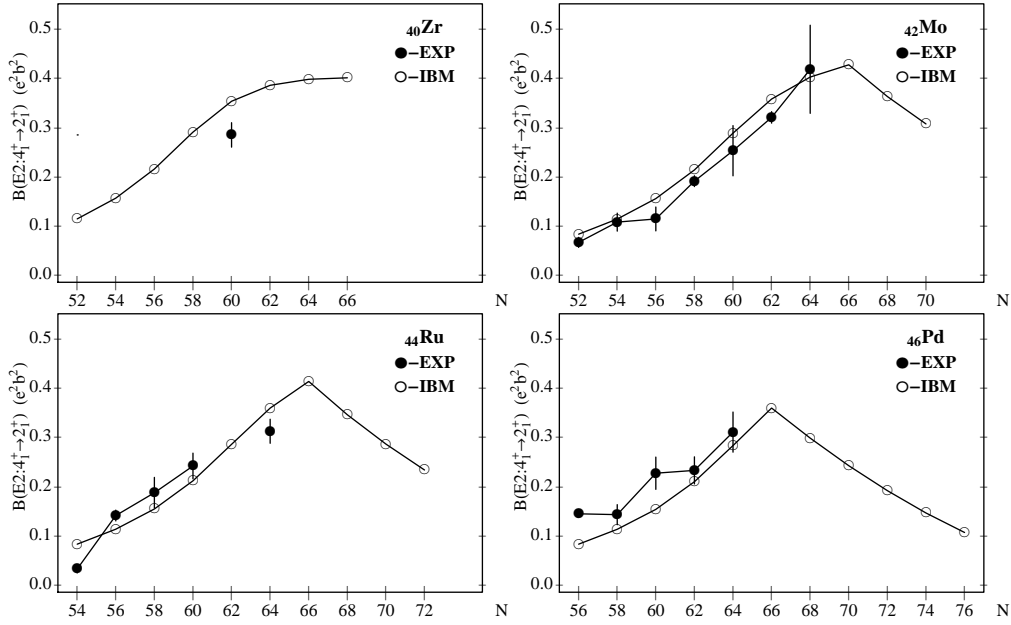 ₄₀Zr
●–EXP
○–IBM
B(E2:4₁⁺→2₁⁺) (e²b²)
0.5
0.4
0.3
0.2
0.1
0.0
52 54 56 58 60 62 64 66 N
₄₂Mo
●–EXP
○–IBM
B(E2:4₁⁺→2₁⁺) (e²b²)
0.5
0.4
0.3
0.2
0.1
0.0
52 54 56 58 60 62 64 66 68 70 N
₄₄Ru
●–EXP
○–IBM
B(E2:4₁⁺→2₁⁺) (e²b²)
0.5
0.4
0.3
0.2
0.1
0.0
54 56 58 60 62 64 66 68 70 72 N
₄₆Pd
●–EXP
○–IBM
B(E2:4₁⁺→2₁⁺) (e²b²)
0.5
0.4
0.3
0.2
0.1
0.0
56 58 60 62 64 66 68 70 72 74 76 N